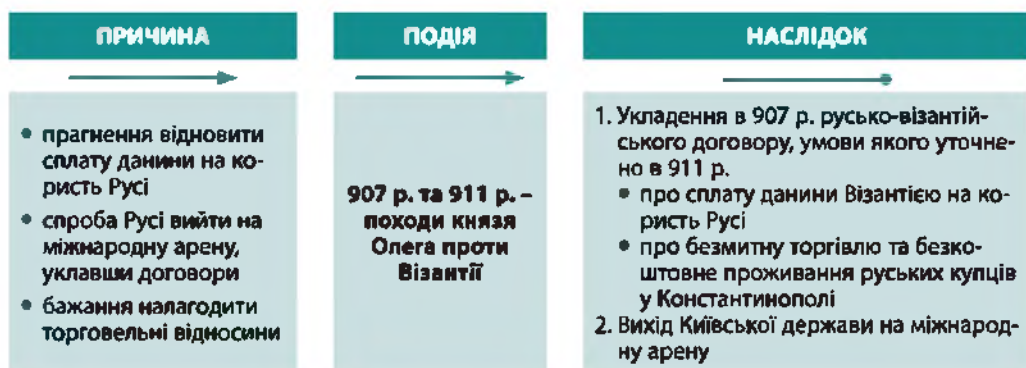 ПРИЧИНА
прагнення відновити
сплату данини на ко-
ристь Русі
спроба Русі вийти на
міжнародну арену,
уклавши договори
бажання налагодити
торговельні відносини
ПОДІЯ
907 р. та 911 р. –
походи князя
Олега проти
Візантії
НАСЛІДОК
1. Укладення в 907 р. русько-візантій-
ського договору, умови якого уточне-
но в 911 р.
• про сплату данини Візантією на ко-
ристь Русі
• про безмитну торгівлю та безко-
штовне проживання руських купців
у Константинополі
2. Вихід Київської держави на міжнарод-
ну арену